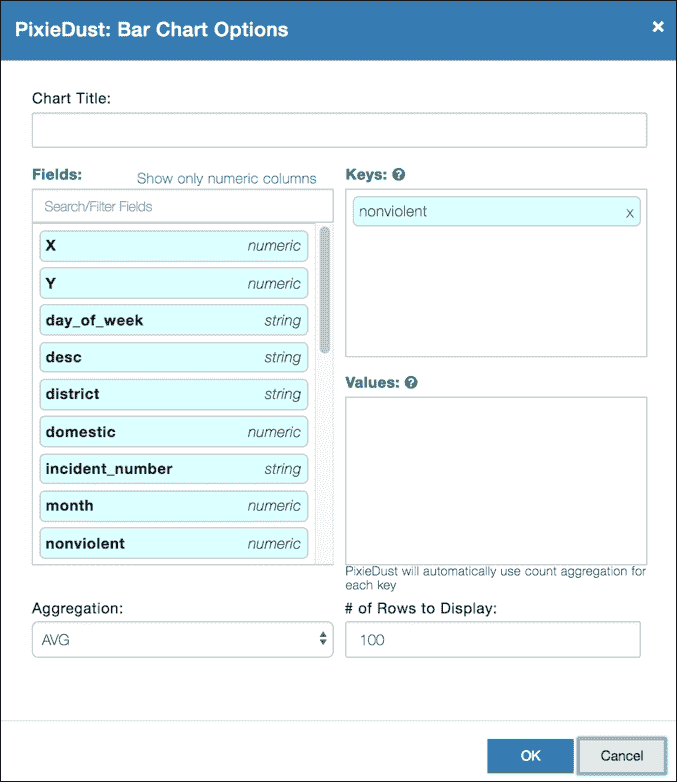 PixieDust: Bar Chart Options ×
Chart Title:
Fields: Show only numeric columns
Search/Filter Fields
X numeric
Y numeric
day_of_week string
desc string
district string
domestic numeric
incident_number string
month numeric
nonviolent numeric
Keys: ?
nonviolent x
Values: ?
PixieDust will automatically use count aggregation for
each key
Aggregation:
AVG
# of Rows to Display:
100
OK Cancel